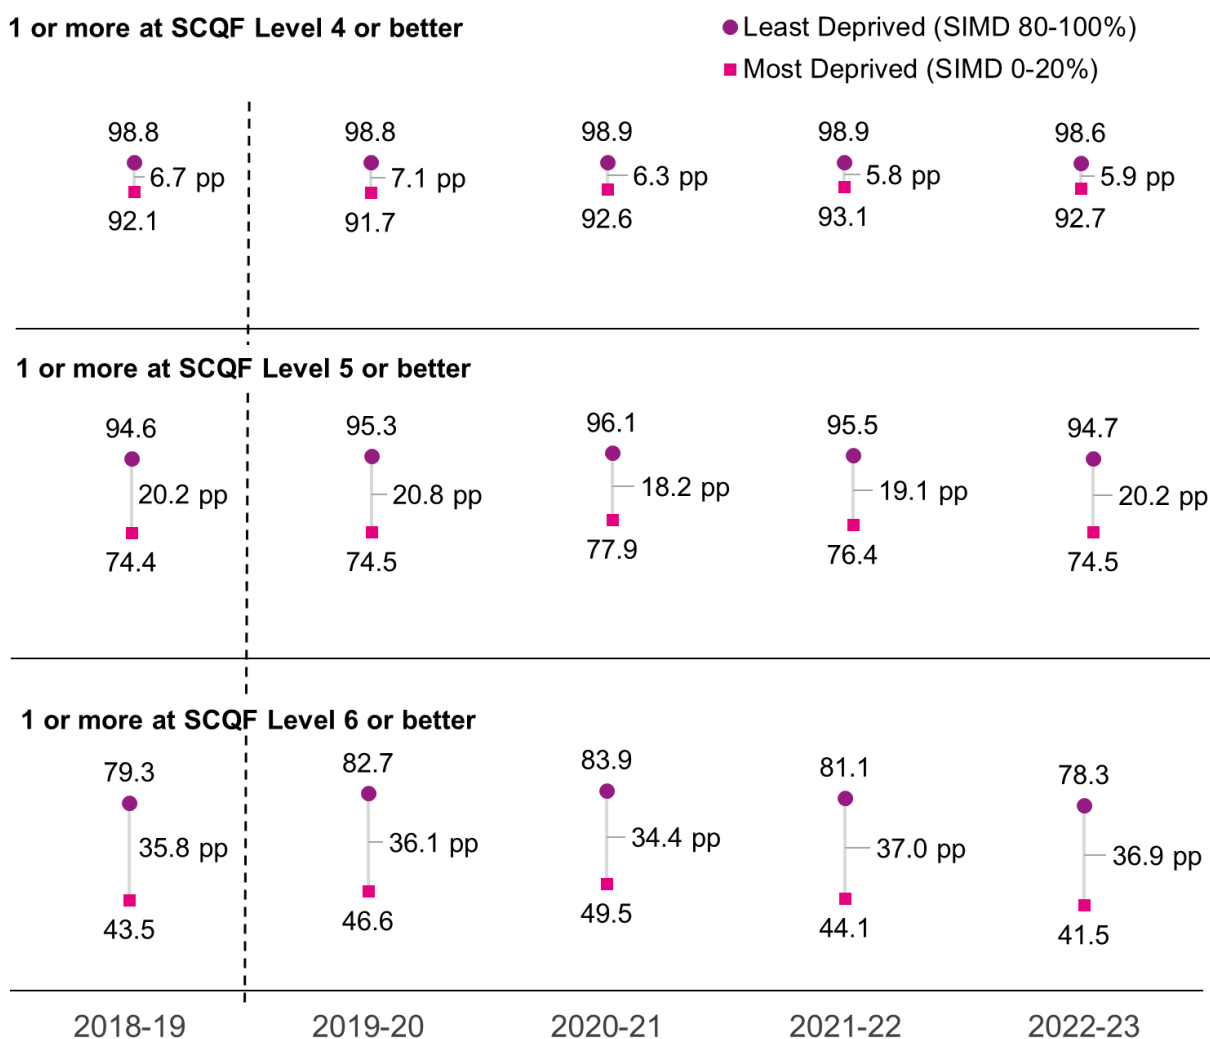 1 or more at SCQF Level 4 or better
Least Deprived (SIMD 80-100%)
Most Deprived (SIMD 0-20%)
98.8 98.8 98.9 98.9 98.6
6.7 pp 7.1 pp 6.3 pp 5.8 pp 5.9 pp
92.1 91.7 92.6 93.1 92.7
1 or more at SCQF Level 5 or better
94.6 95.3 96.1 95.5 94.7
20.2 pp 20.8 pp 18.2 pp 19.1 pp 20.2 pp
74.4 74.5 77.9 76.4 74.5
1 or more at SCQF Level 6 or better
79.3 82.7 83.9 81.1 78.3
35.8 pp 36.1 pp 34.4 pp 37.0 pp 36.9 pp
43.5 46.6 49.5 44.1 41.5
2018-19 2019-20 2020-21 2021-22 2022-23